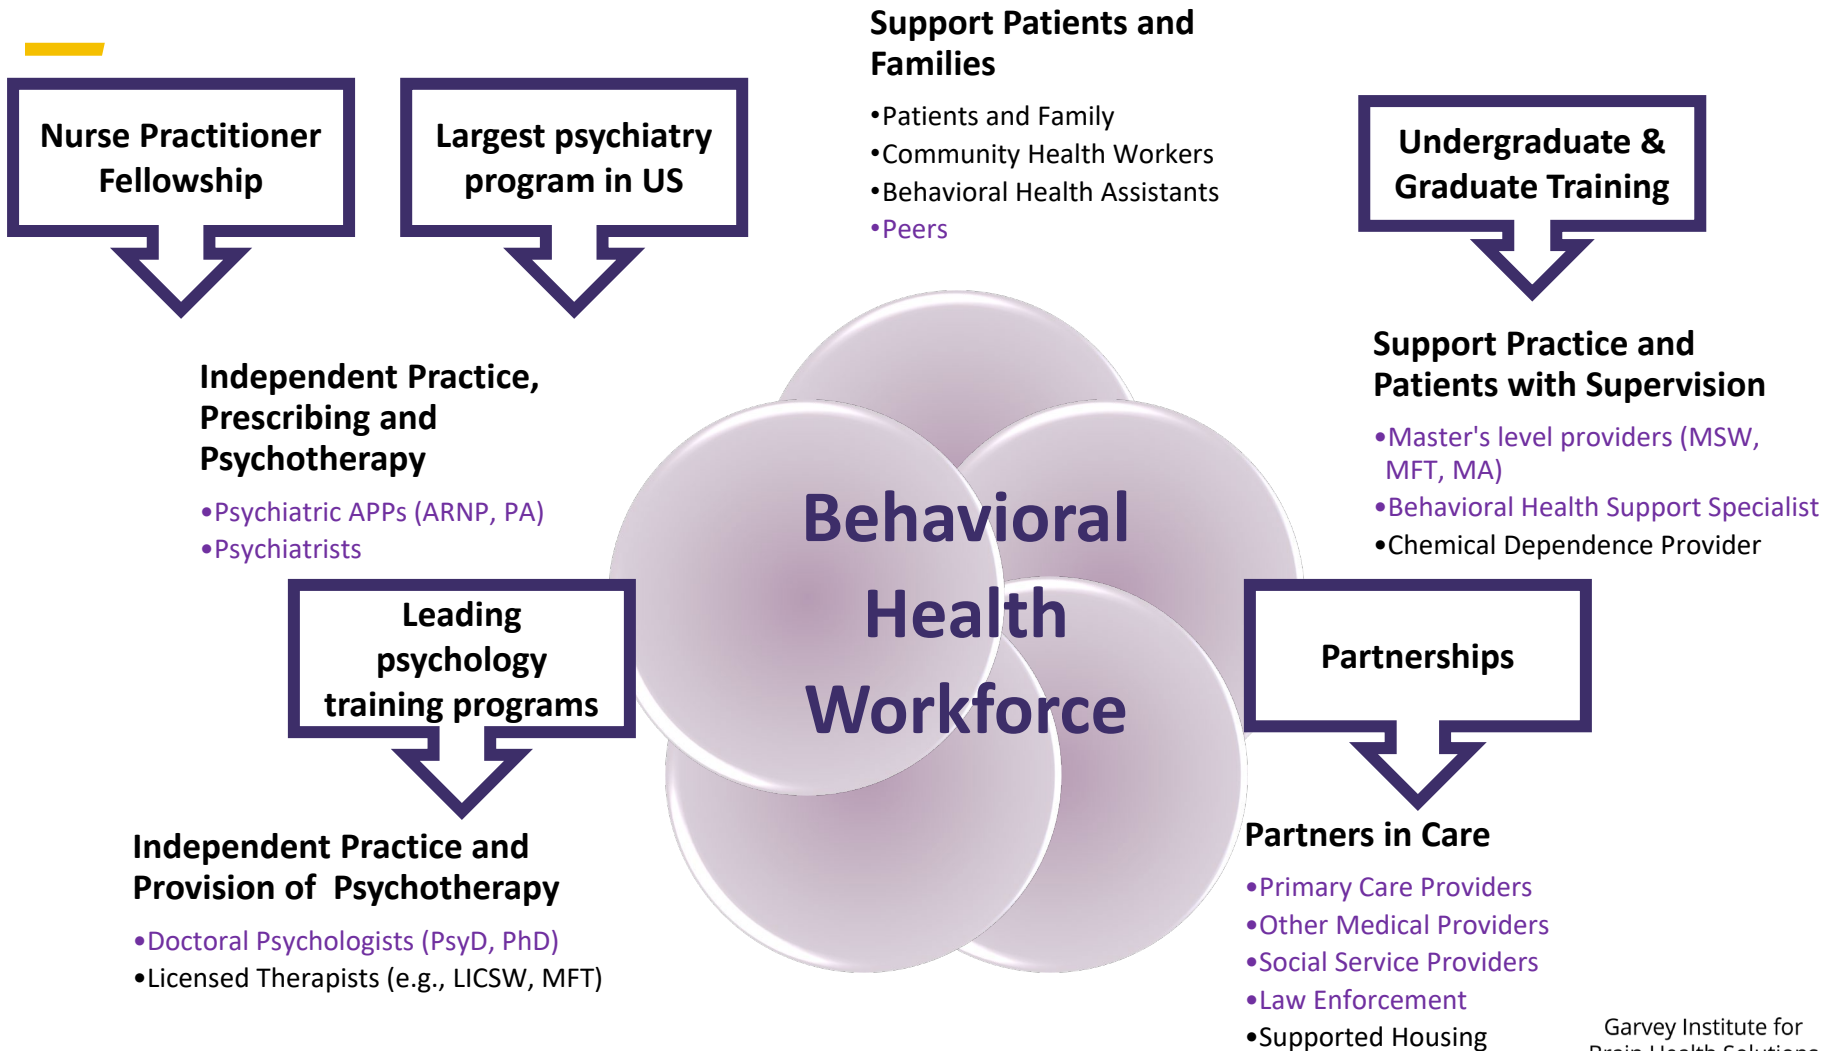 Support Patients and
Families
•Patients and Family
•Community Health Workers
•Behavioral Health Assistants
•Peers
Nurse Practitioner
Fellowship
Largest psychiatry
program in US
Undergraduate &
Graduate Training
Independent Practice,
Prescribing and
Psychotherapy
•Psychiatric APPs (ARNP, PA)
•Psychiatrists
Support Practice and
Patients with Supervision
•Master's level providers (MSW,
MFT, MA)
•Behavioral Health Support Specialist
•Chemical Dependence Provider
Behavioral
Health
Workforce
Leading
psychology
training programs
Partnerships
Independent Practice and
Provision of  Psychotherapy
•Doctoral Psychologists (PsyD, PhD)
•Licensed Therapists (e.g., LICSW, MFT)
Partners in Care
•Primary Care Providers
•Other Medical Providers
•Social Service Providers
•Law Enforcement
•Supported Housing
Garvey Institute for
Brain Health Solutions